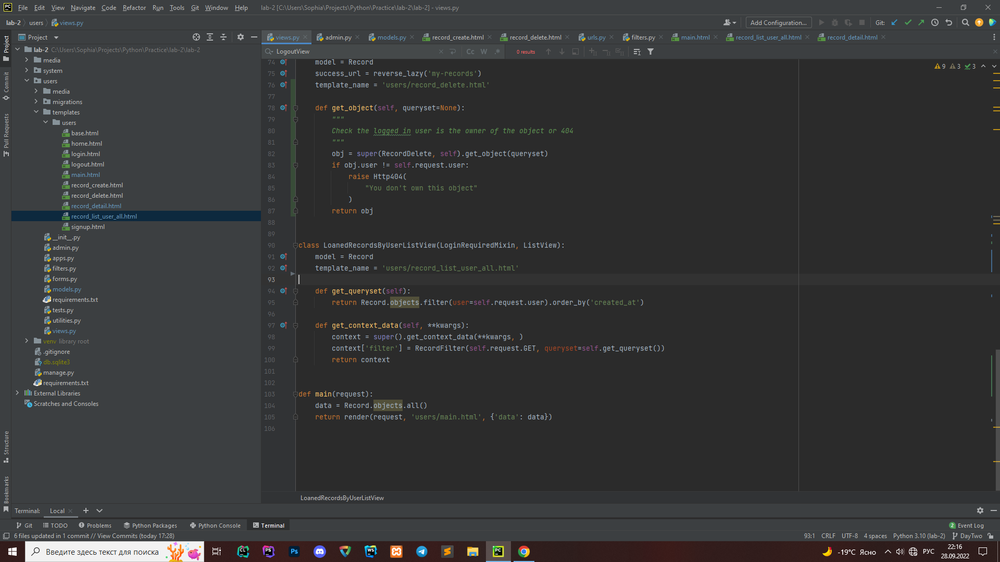 PC File Edit View Navigate Code Refactor Run Tools Git Window Help lab-2 [C:\Users\Sophia\Projects\Python\Practice\lab-2\lab-2] - views.py
lab-2 users views.py Add Configuration... Git:
Project
views.py admin.py models.py record_create.html record_delete.html urls.py filters.py main.html record_list_user_all.html record_detail.html
LogoutView Cc W .* 0 results
9 3 3
Project
Commit
Pull Requests
Structure
Bookmarks
lab-2 C:\Users\Sophia\Projects\Python\Practice\lab-2\lab-2
media
system
users
media
migrations
templates
users
base.html
home.html
login.html
logout.html
main.html
record_create.html
record_delete.html
record_detail.html
record_list_user_all.html
signup.html
__init__.py
admin.py
apps.py
filters.py
forms.py
models.py
requirements.txt
tests.py
utilities.py
views.py
venv library root
.gitignore
db.sqlite3
manage.py
requirements.txt
External Libraries
Scratches and Consoles
74 model = Record
75 success_url = reverse_lazy('my-records')
76 template_name = 'users/record_delete.html'
77
78 def get_object(self, queryset=None):
79 """
80 Check the logged in user is the owner of the object or 404
81 """
82 obj = super(RecordDelete, self).get_object(queryset)
83 if obj.user != self.request.user:
84 raise Http404(
85 "You don't own this object"
86 )
87 return obj
88
89
90 class LoanedRecordsByUserListView(LoginRequiredMixin, ListView):
91 model = Record
92 template_name = 'users/record_list_user_all.html'
93
94 def get_queryset(self):
95 return Record.objects.filter(user=self.request.user).order_by('created_at')
96
97 def get_context_data(self, **kwargs):
98 context = super().get_context_data(**kwargs, )
99 context['filter'] = RecordFilter(self.request.GET, queryset=self.get_queryset())
100 return context
101
102
103 def main(request):
104 data = Record.objects.all()
105 return render(request, 'users/main.html', {'data': data})
106
LoanedRecordsByUserListView
Terminal: Local
Git TODO Problems Python Packages Python Console Terminal 2 Event Log
6 files updated in 1 commit // View Commits (today 17:28) 93:1 CRLF UTF-8 4 spaces Python 3.10 (lab-2) DayTwo
Введите здесь текст для поиска CL PS Ps WS PC -19°C Ясно РУС 22:16
28.09.2022